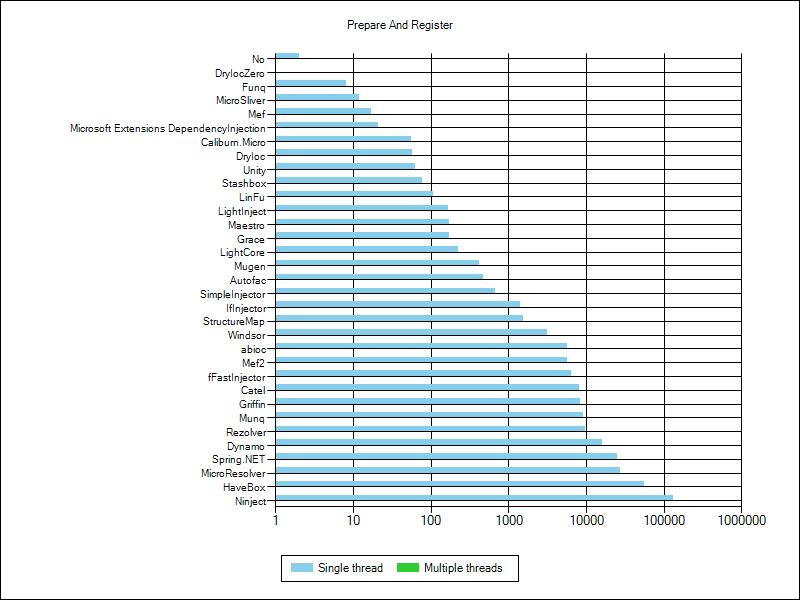 Prepare And Register
No
DryIocZero
Funq
MicroSliver
Mef
Microsoft Extensions DependencyInjection
Caliburn.Micro
DryIoc
Unity
Stashbox
LinFu
LightInject
Maestro
Grace
LightCore
Mugen
Autofac
SimpleInjector
IfInjector
StructureMap
Windsor
abioc
Mef2
fFastInjector
Catel
Griffin
Munq
Rezolver
Dynamo
Spring.NET
MicroResolver
HaveBox
Ninject
1 10 100 1000 10000 100000 1000000
Single thread Multiple threads